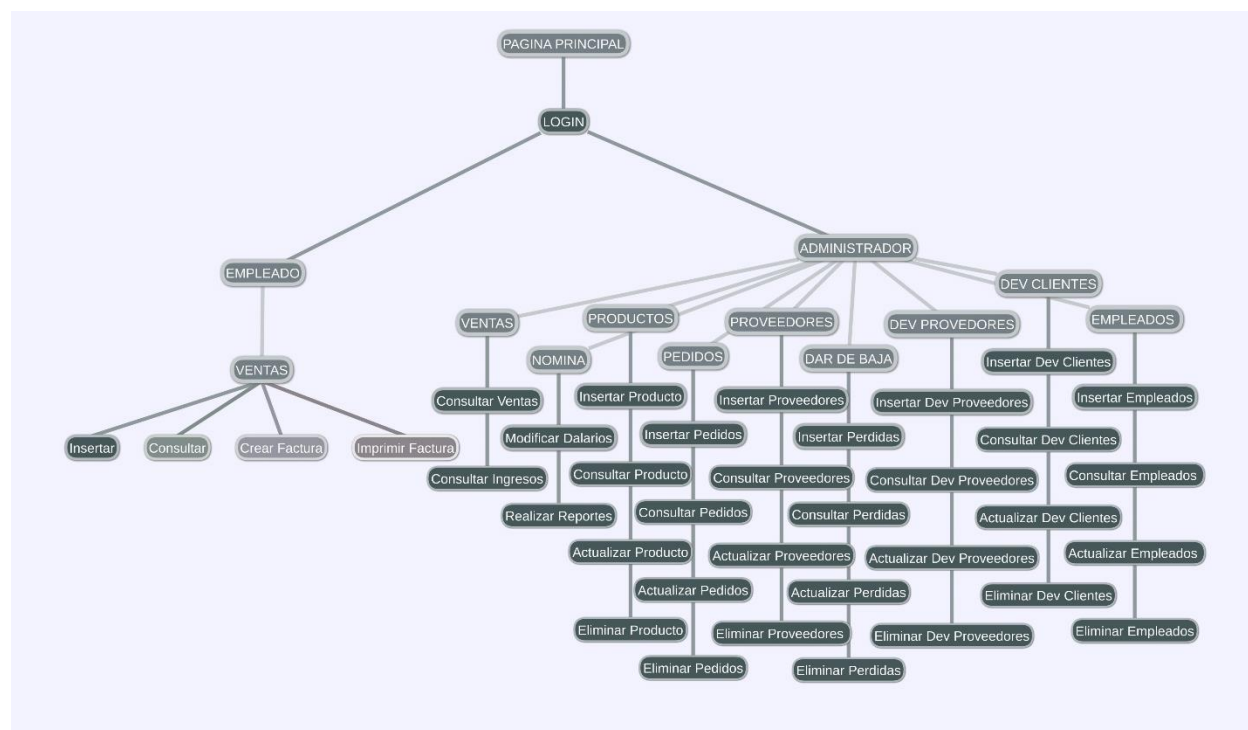 PAGINA PRINCIPAL
LOGIN
EMPLEADO
VENTAS
Insertar
Consultar
Crear Factura
Imprimir Factura
ADMINISTRADOR
VENTAS
Consultar Ventas
Consultar Ingresos
NOMINA
Modificar Dalarios
Realizar Reportes
PRODUCTOS
Insertar Producto
Consultar Producto
Actualizar Producto
Eliminar Producto
PEDIDOS
Insertar Pedidos
Consultar Pedidos
Actualizar Pedidos
Eliminar Pedidos
PROVEEDORES
Insertar Proveedores
Consultar Proveedores
Actualizar Proveedores
Eliminar Proveedores
DAR DE BAJA
Insertar Perdidas
Consultar Perdidas
Actualizar Perdidas
Eliminar Perdidas
DEV PROVEDORES
Insertar Dev Proveedores
Consultar Dev Proveedores
Actualizar Dev Proveedores
Eliminar Dev Proveedores
DEV CLIENTES
Insertar Dev Clientes
Consultar Dev Clientes
Actualizar Dev Clientes
Eliminar Dev Clientes
EMPLEADOS
Insertar Empleados
Consultar Empleados
Actualizar Empleados
Eliminar Empleados